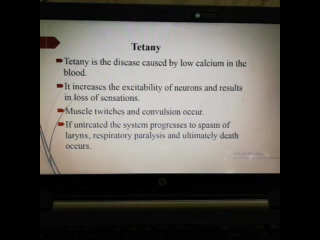 Tetany
Tetany is the disease caused by low calcium in the
blood.
It increases the excitability of neurons and results
in loss of sensations.
Muscle twitches and convulsion occur.
If untreated the system progresses to spasm of
larynx, respiratory paralysis and ultimately death
occurs.